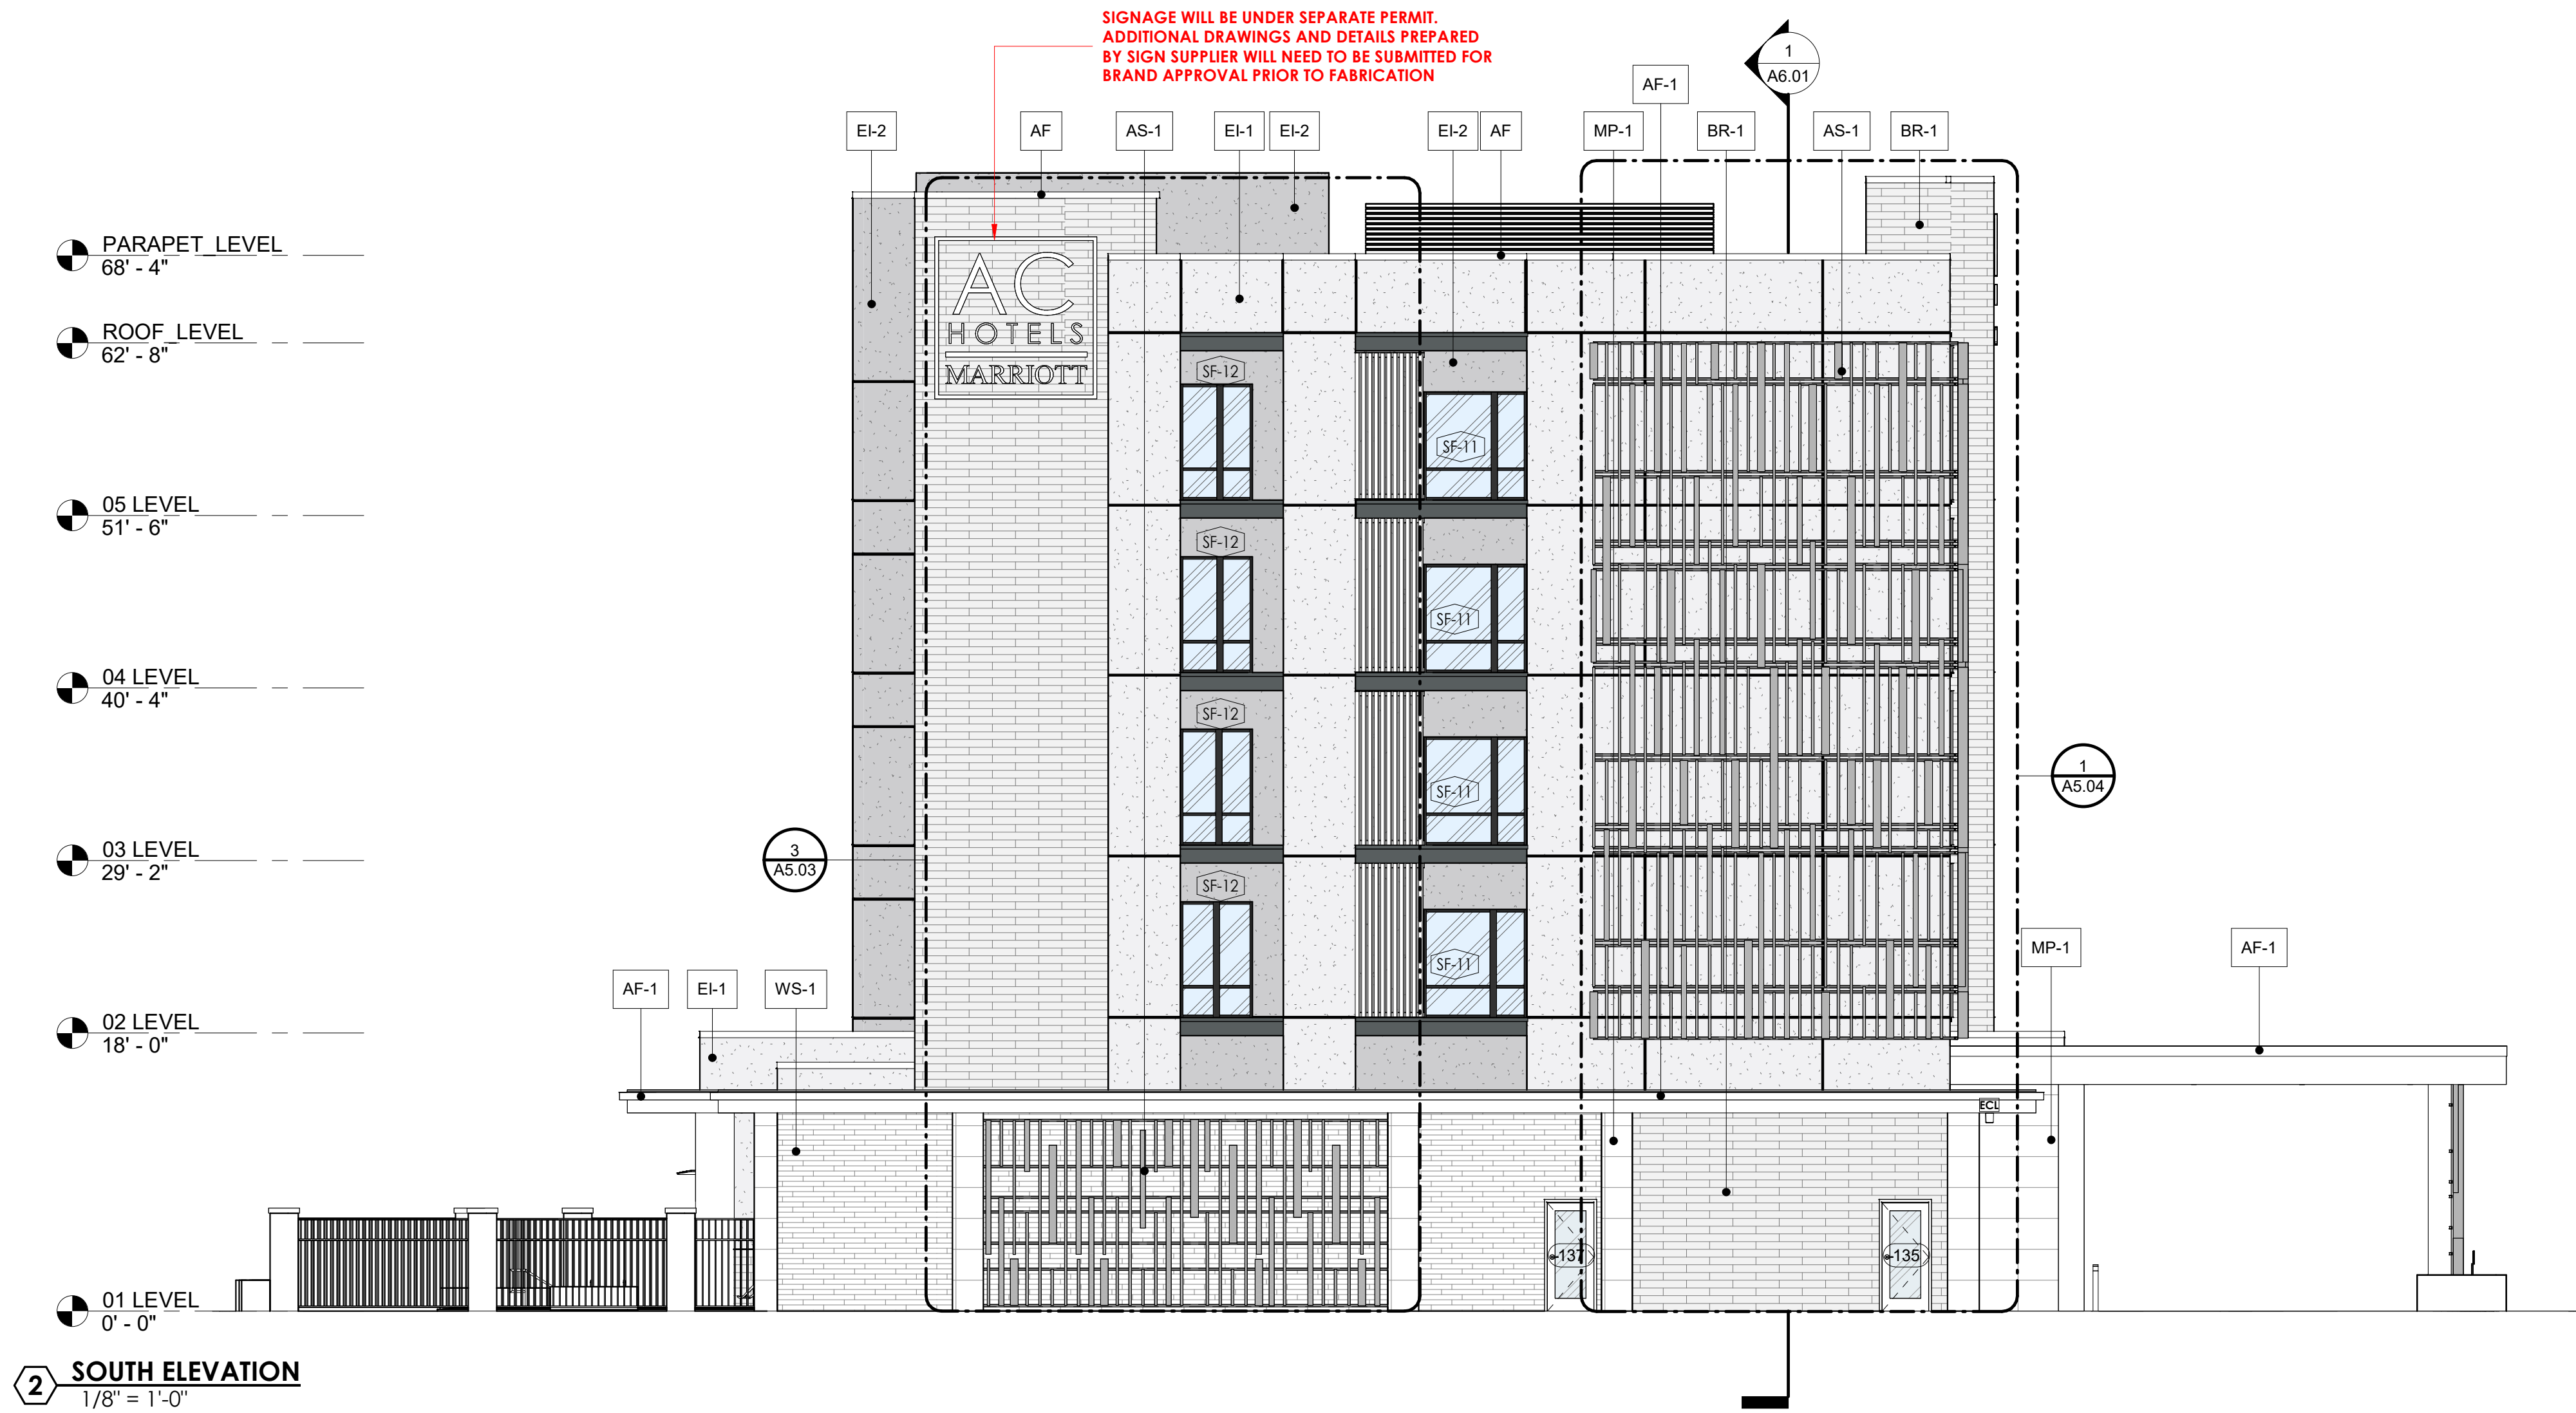 SIGNAGE WILL BE UNDER SEPARATE PERMIT.
ADDITIONAL DRAWINGS AND DETAILS PREPARED
BY SIGN SUPPLIER WILL NEED TO BE SUBMITTED FOR
BRAND APPROVAL PRIOR TO FABRICATION
1
A6.01
AF-1
EI-2
AF
AS-1
EI-1
EI-2
EI-2
AF
MP-1
BR-1
AS-1
BR-1
PARAPET_LEVEL
68' - 4"
ROOF_LEVEL
62' - 8"
AC
HOTELS
MARRIOTT
SF-12
SF-11
05 LEVEL
51' - 6"
SF-12
SF-11
04 LEVEL
40' - 4"
SF-12
SF-11
1
A5.04
03 LEVEL
29' - 2"
3
A5.03
SF-12
SF-11
AF-1
EI-1
WS-1
MP-1
AF-1
02 LEVEL
18' - 0"
ECL
137
135
01 LEVEL
0' - 0"
2
SOUTH ELEVATION
1/8" = 1'-0"